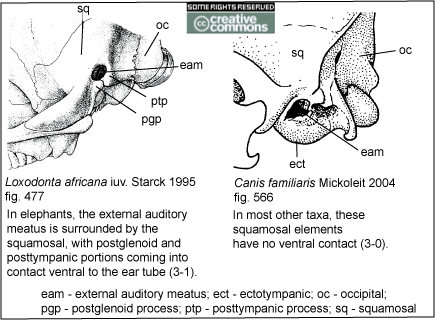 SOME RIGHTS RESERVED
cc creative
commons
sq
oc
eam
ptp
pgp
Loxodonta africana iuv. Starck 1995
fig. 477
In elephants, the external auditory
meatus is surrounded by the
squamosal, with postglenoid and
posttympanic portions coming into
contact ventral to the ear tube (3-1).
sq
oc
eam
ect
Canis familiaris Mickoleit 2004
fig. 566
In most other taxa, these
squamosal elements
have no ventral contact (3-0).
eam - external auditory meatus; ect - ectotympanic; oc - occipital;
pgp - postglenoid process; ptp - posttympanic process; sq - squamosal